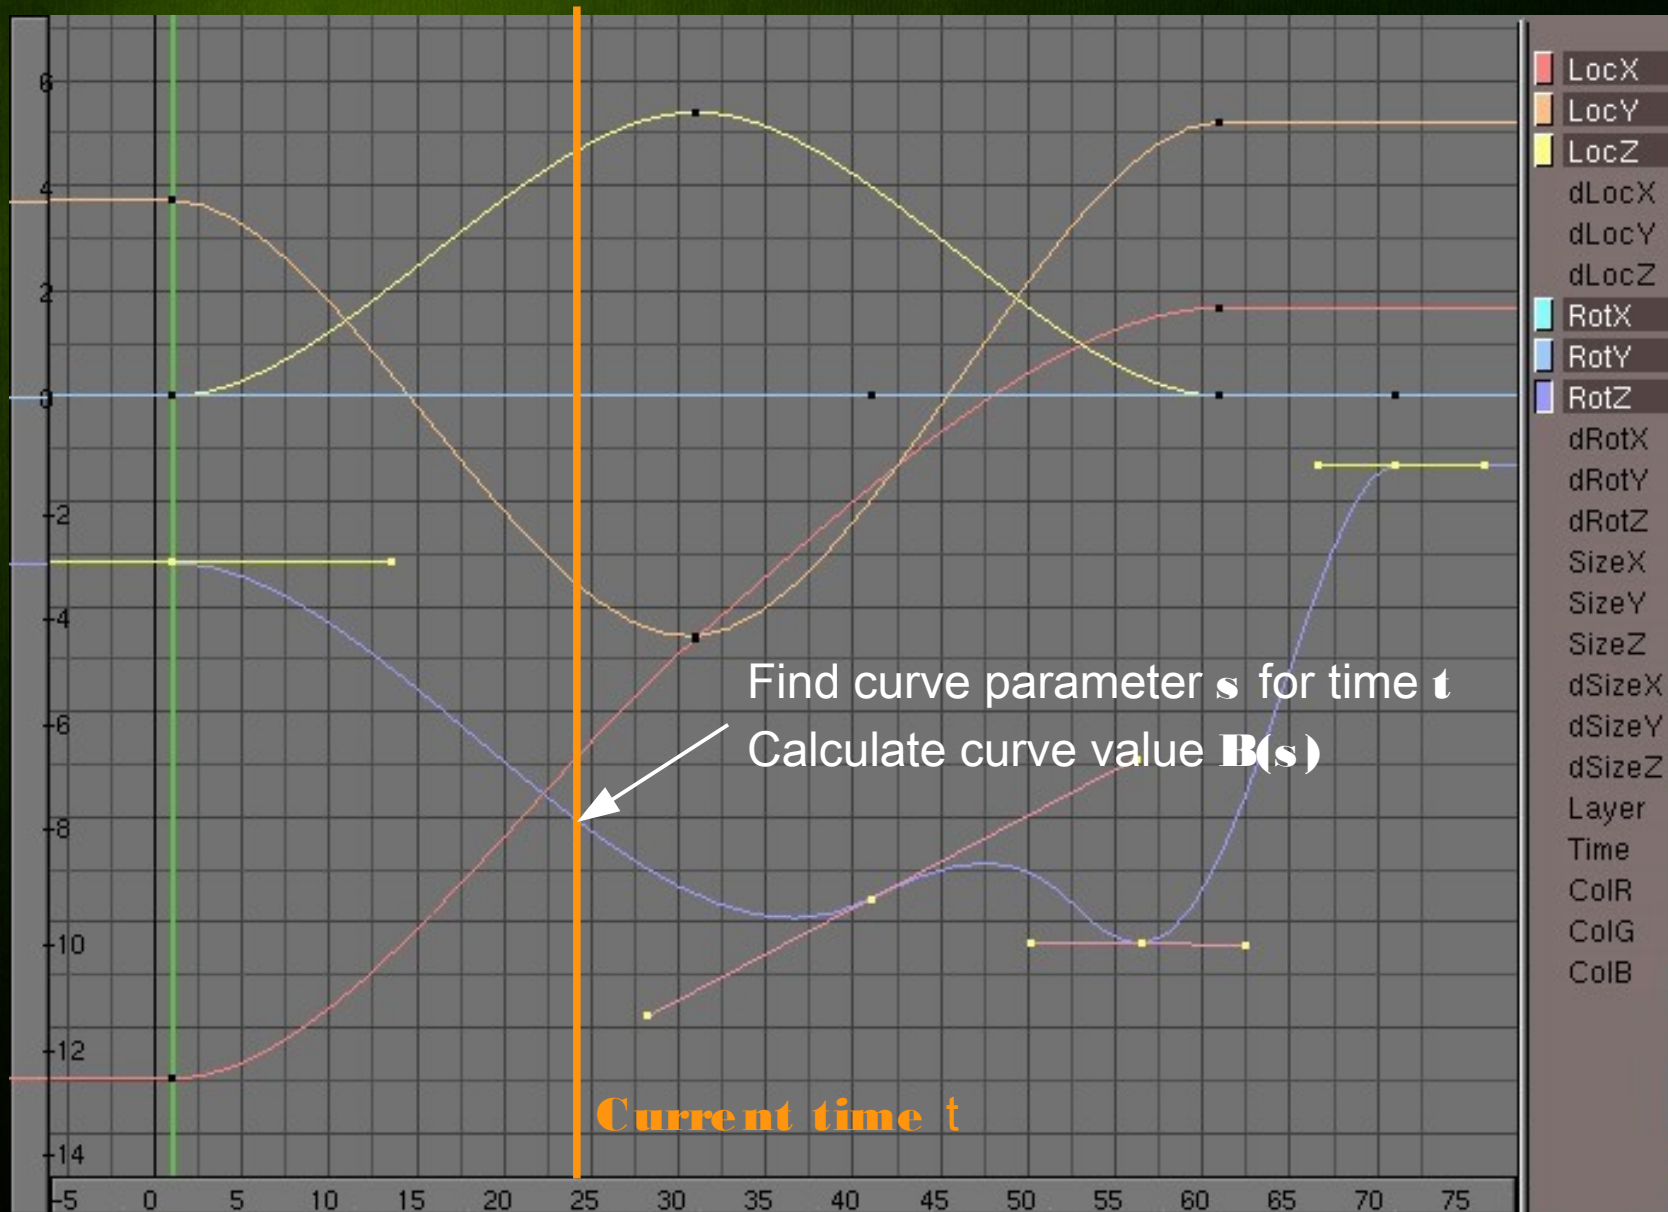 6
4
2
0
-2
-4
-6
-8
-10
-12
-14
-5 0 5 10 15 20 25 30 35 40 45 50 55 60 65 70 75
Find curve parameter s for time t
Calculate curve value B(s)
Current time t
LocX
LocY
LocZ
dLocX
dLocY
dLocZ
RotX
RotY
RotZ
dRotX
dRotY
dRotZ
SizeX
SizeY
SizeZ
dSizeX
dSizeY
dSizeZ
Layer
Time
ColR
ColG
ColB